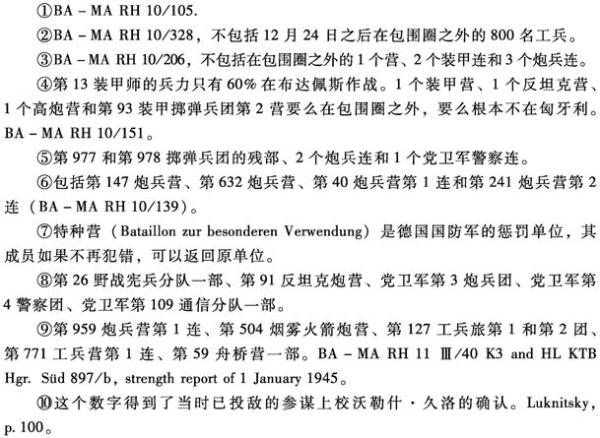 ①BA – MA RH 10/105.
②BA – MA RH 10/328，不包括 12 月 24 日之后在包围圈之外的 800 名工兵。
③BA – MA RH 10/206，不包括在包围圈之外的 1 个营、2 个装甲连和 3 个炮兵连。
④第 13 装甲师的兵力只有 60% 在布达佩斯作战。1 个装甲营、1 个反坦克营、
1 个高炮营和第 93 装甲掷弹兵团第 2 营要么在包围圈之外，要么根本不在匈牙利。
BA – MA RH 10/151。
⑤第 977 和第 978 掷弹兵团的残部、2 个炮兵连和 1 个党卫军警察连。
⑥包括第 147 炮兵营、第 632 炮兵营、第 40 炮兵营第 1 连和第 241 炮兵营第 2
连（BA – MA RH 10/139）。
⑦特种营（Bataillon zur besonderen Verwendung）是德国国防军的惩罚单位，其
成员如果不再犯错，可以返回原单位。
⑧第 26 野战宪兵分队一部、第 91 反坦克炮营、党卫军第 3 炮兵团、党卫军第
4 警察团、党卫军第 109 通信分队一部。
⑨第 959 炮兵营第 1 连、第 504 烟雾火箭炮营、第 127 工兵旅第 1 和第 2 团、
第 771 工兵营第 1 连、第 59 舟桥营一部。BA – MA RH 11 Ⅲ/40 K3 and HL KTB
Hgr. Süd 897/b，strength report of 1 January 1945。
⑩这个数字得到了当时已投敌的参谋上校沃勒什·久洛的确认。Luknitsky，
p. 100。